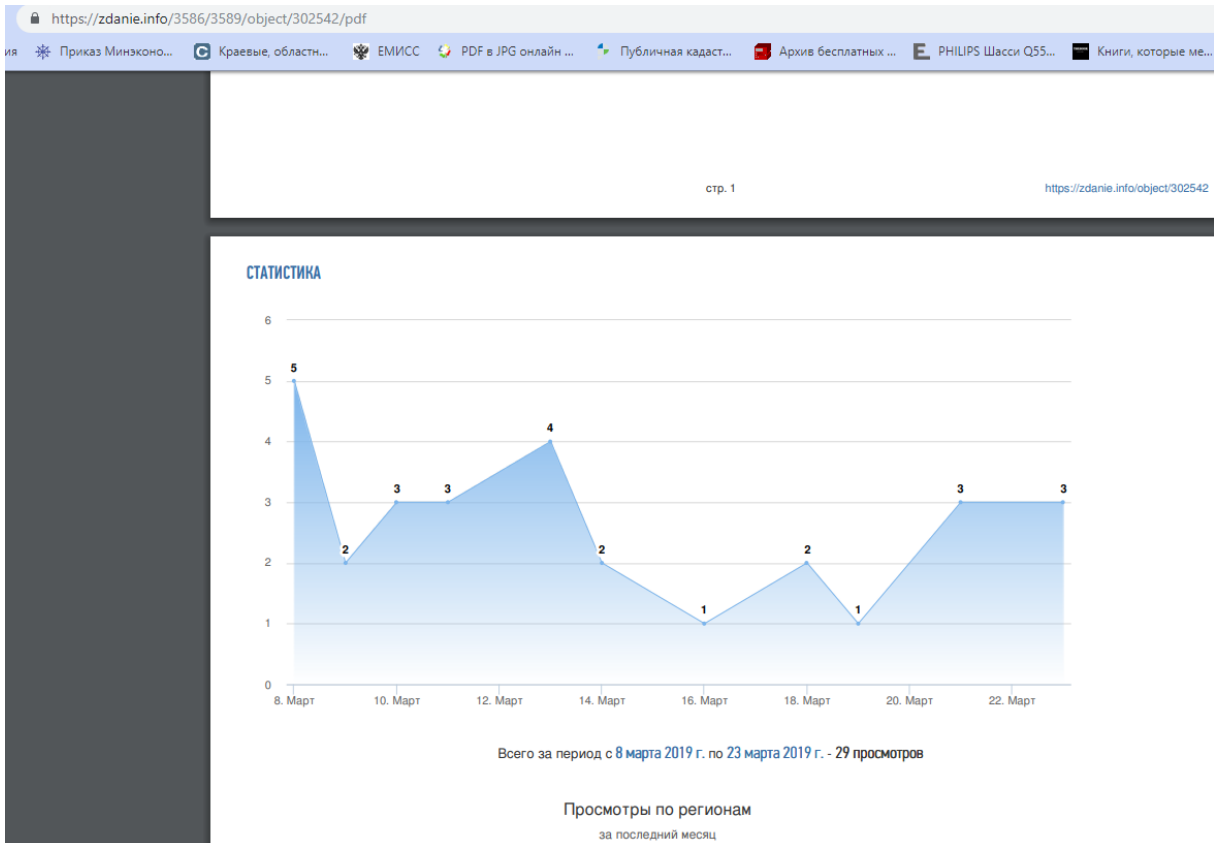 https://zdanie.info/3586/3589/object/302542/pdf
ия Приказ Минэконо... Краевые, областн... ЕМИСС PDF в JPG онлайн ... Публичная кадаст... Архив бесплатных ... PHILIPS Шасси Q55... Книги, которые ме...
стр. 1 https://zdanie.info/object/302542
СТАТИСТИКА
6
5
5
4
4
3 3 3 3
3
2 2 2
2
1 1
1
0
8. Март 10. Март 12. Март 14. Март 16. Март 18. Март 20. Март 22. Март
Всего за период с 8 марта 2019 г. по 23 марта 2019 г. - 29 просмотров
Просмотры по регионам
за последний месяц